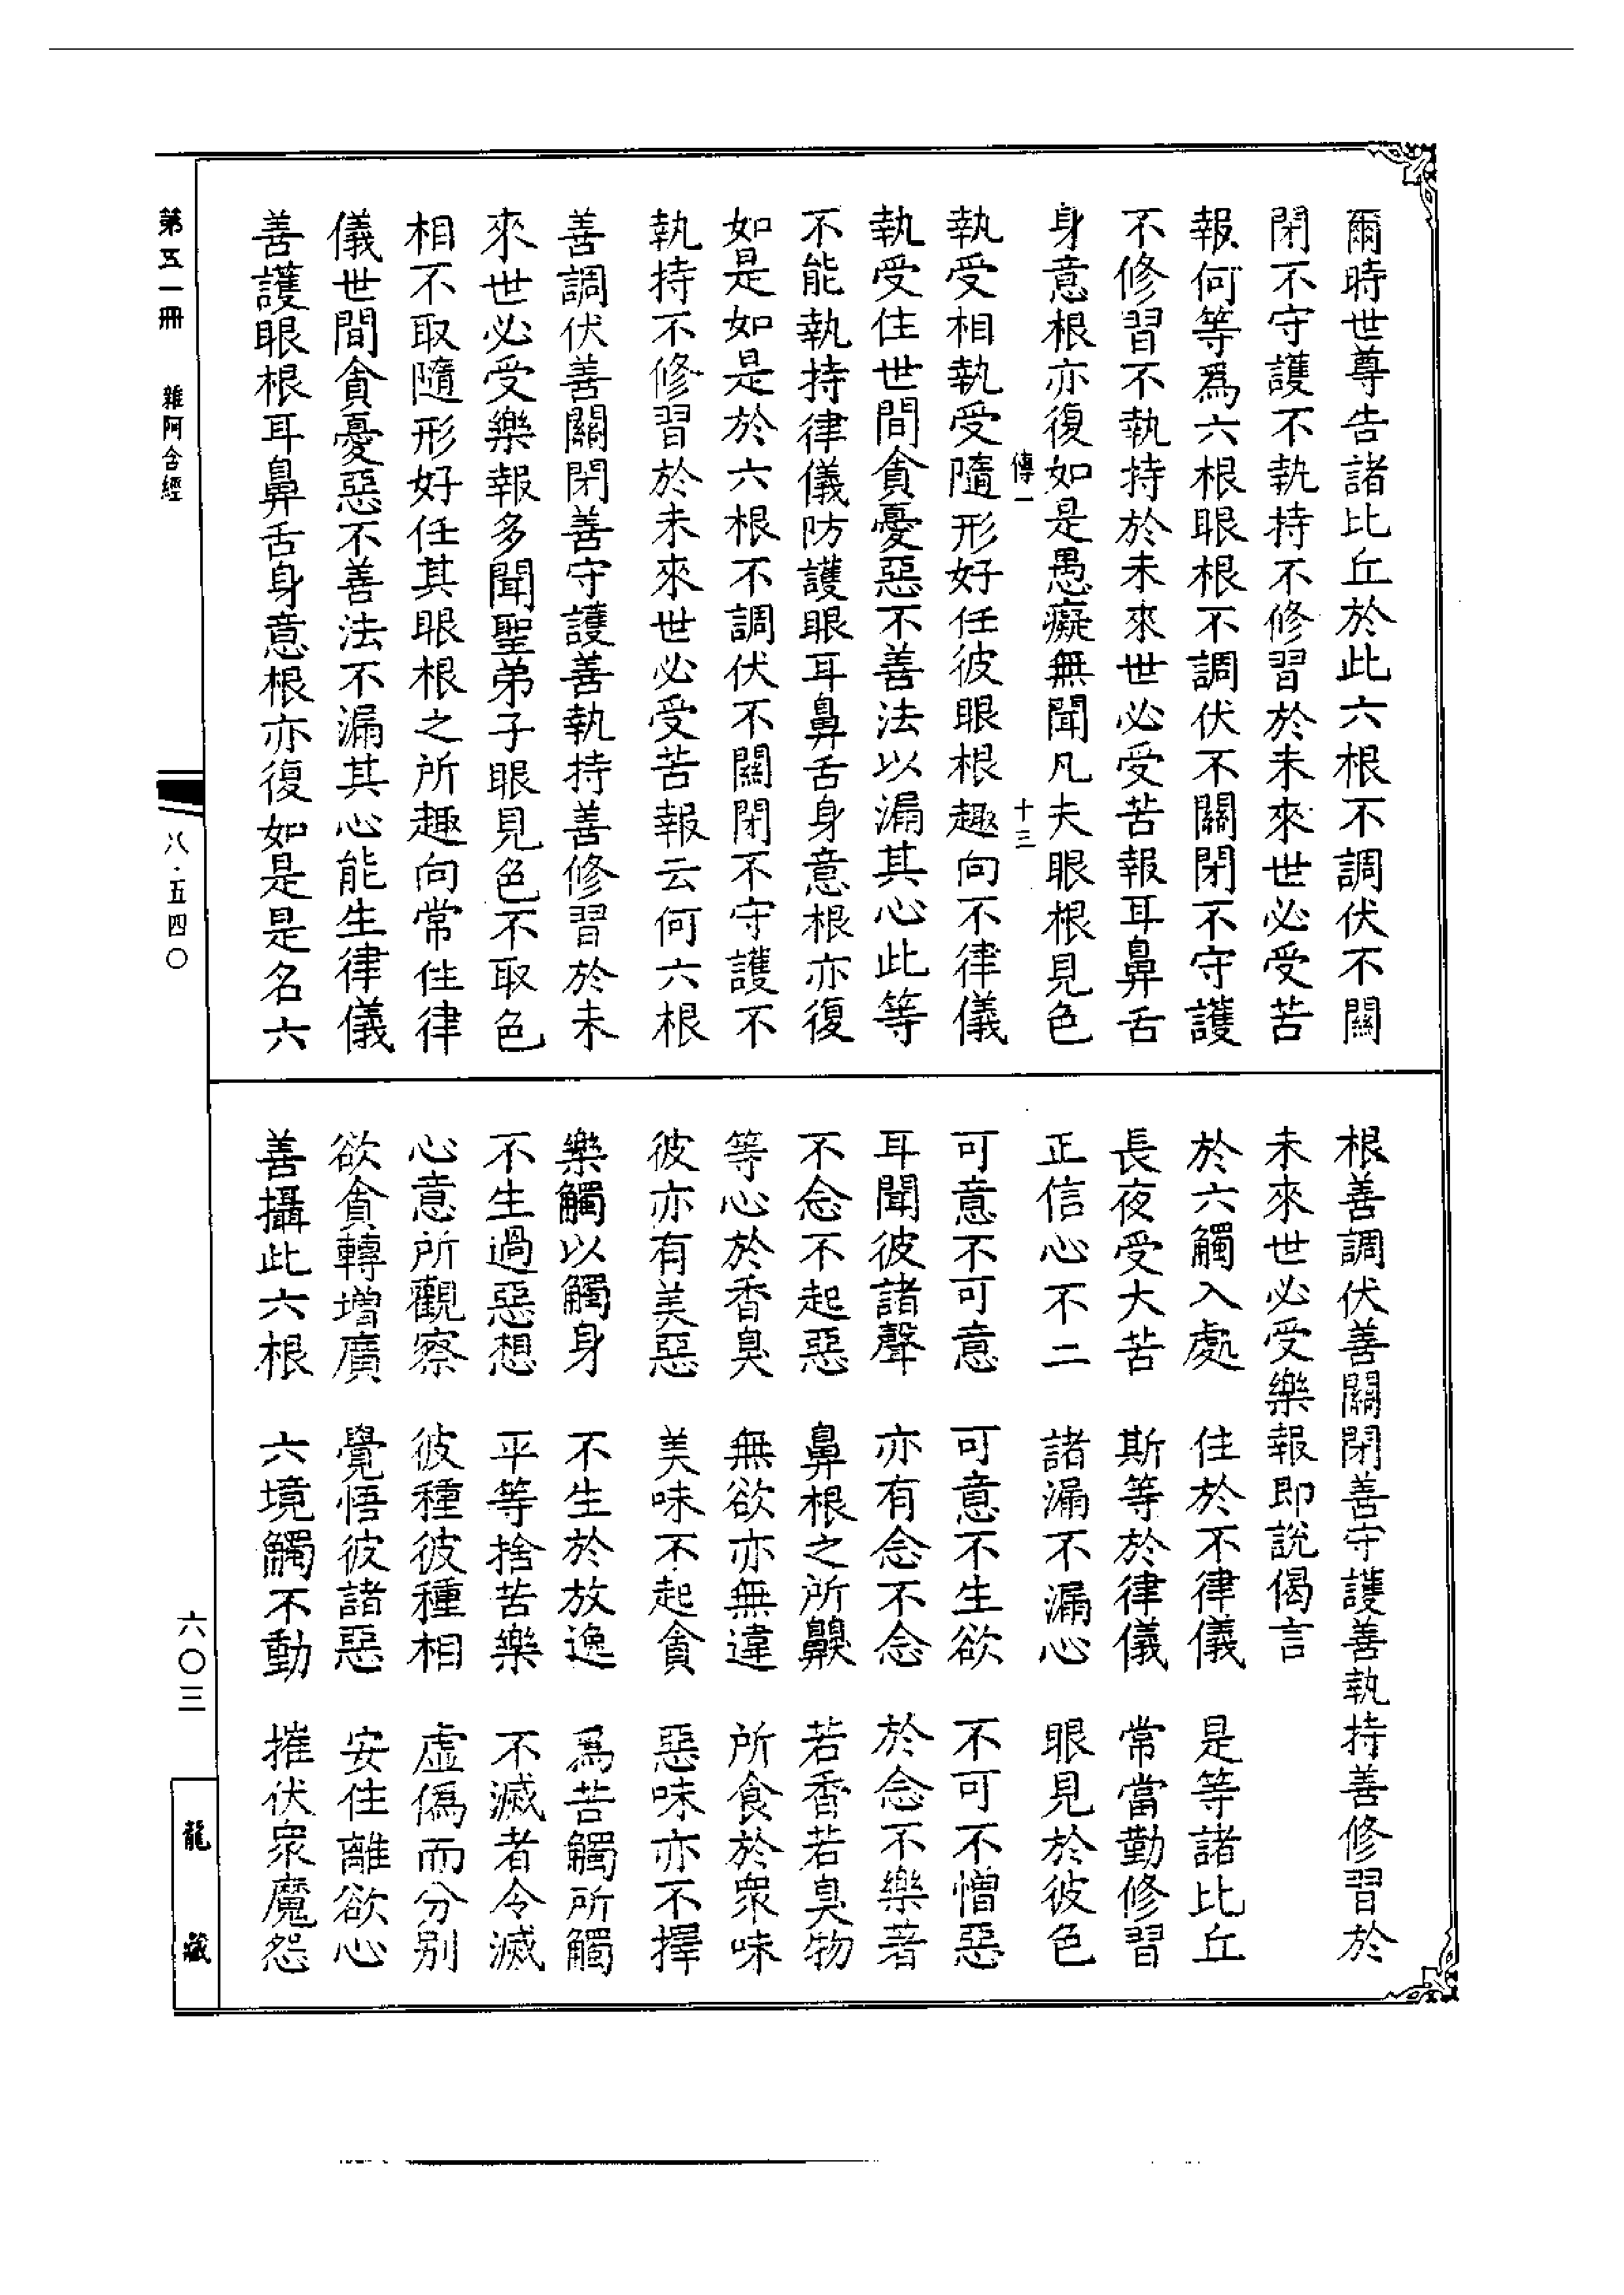 爾時世尊告諸比丘於此六根不調伏不關
閉不守護不執持不修習於未來世必受苦
報何等爲六根眼根不調伏不關閉不守護
不修習不執持於未來世必受苦報耳鼻舌
身意根亦復如是愚癡無聞凡夫眼根見色
傳一 十三
執受相執受隨形好任彼眼根趣向不律儀
執受住世間貪憂惡不善法以漏其心此等
不能執持律儀防護眼耳鼻舌身意根亦復
如是如是於六根不調伏不關閉不守護不
執持不修習於未來世必受苦報云何六根
善調伏善關閉善守護善執持善修習於未
來世必受樂報多聞聖弟子眼見色不取色
相不取隨形好任其眼根之所趣向常住律
儀世間貪憂惡不善法不漏其心能生律儀
善護眼根耳鼻舌身意根亦復如是是名六
根善調伏善關閉善守護善執持善修習於
未來世必受樂報即說偈言
於六觸入處 住於不律儀 是等諸比丘
長夜受大苦 斯等於律儀 常當勤修習
正信心不二 諸漏不漏心 眼見於彼色
可意不可意 可意不生欲 不可不憎惡
耳聞彼諸聲 亦有念不念 於念不樂著
不念不起惡 鼻根之所齅 若香若臭物
等心於香臭 無欲亦無違 所食於衆味
彼亦有美惡 美味不起貪 惡味亦不擇
樂觸以觸身 不生於放逸 爲苦觸所觸
不生過惡想 平等捨苦樂 不滅者令滅
心意所觀察 彼種彼種相 虛僞而分别
欲貪轉增廣 覺悟彼諸惡 安住離欲心
善攝此六根 六境觸不動 摧伏衆魔怨
第五一冊 雜阿含經
八·五四〇
六〇三
龍藏